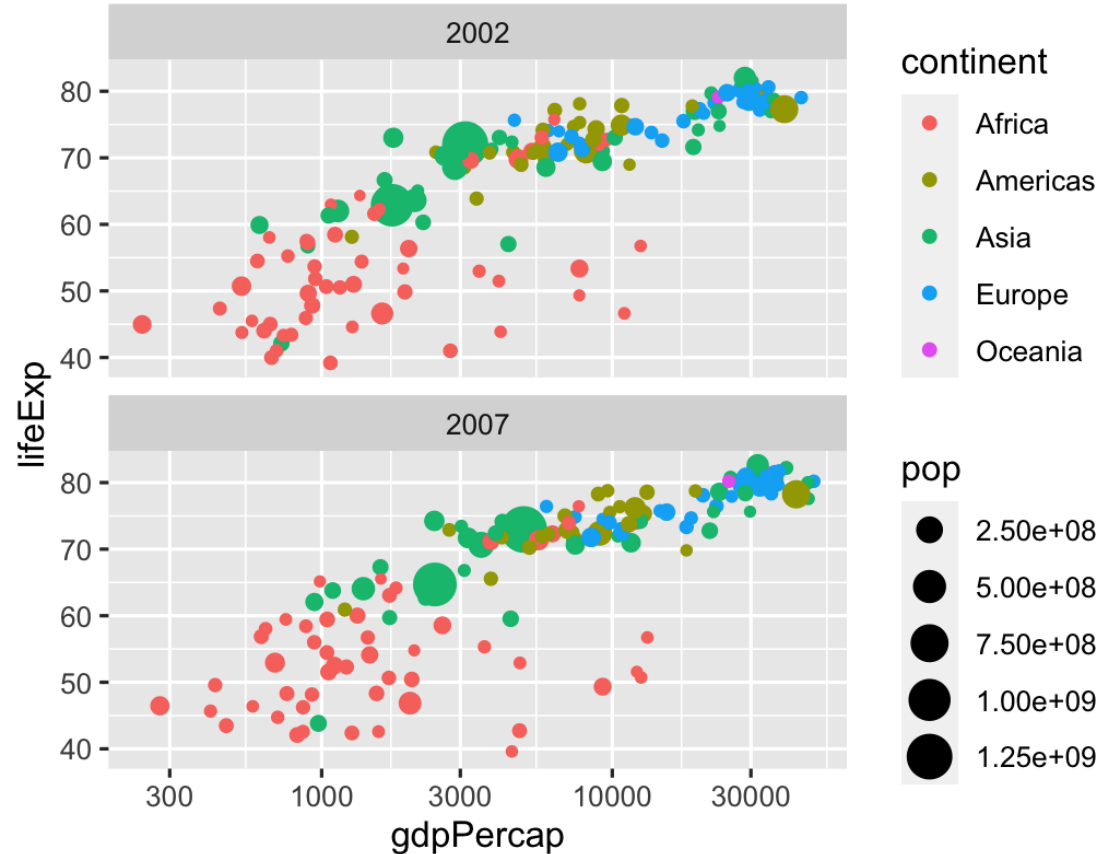 2002
80
70
60
50
40
2007
80
70
60
50
40
300 1000 3000 10000 30000
gdpPercap
lifeExp
continent
Africa
Americas
Asia
Europe
Oceania
pop
2.50e+08
5.00e+08
7.50e+08
1.00e+09
1.25e+09